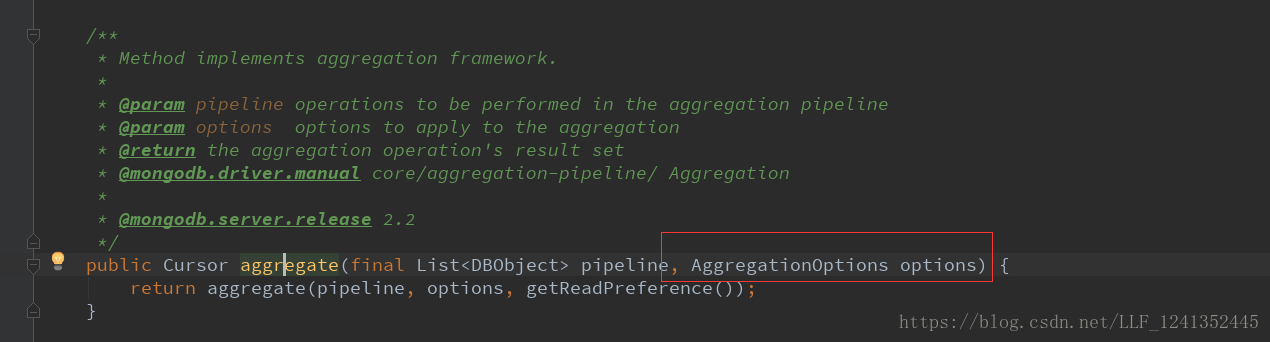 /**
* Method implements aggregation framework.
*
* @param pipeline operations to be performed in the aggregation pipeline
* @param options  options to apply to the aggregation
* @return the aggregation operation's result set
* @mongodb.driver.manual core/aggregation-pipeline/ Aggregation
*
* @mongodb.server.release 2.2
*/
public Cursor aggregate(final List<DBObject> pipeline, AggregationOptions options) {
return aggregate(pipeline, options, getReadPreference());
}
https://blog.csdn.net/LLF_1241352445